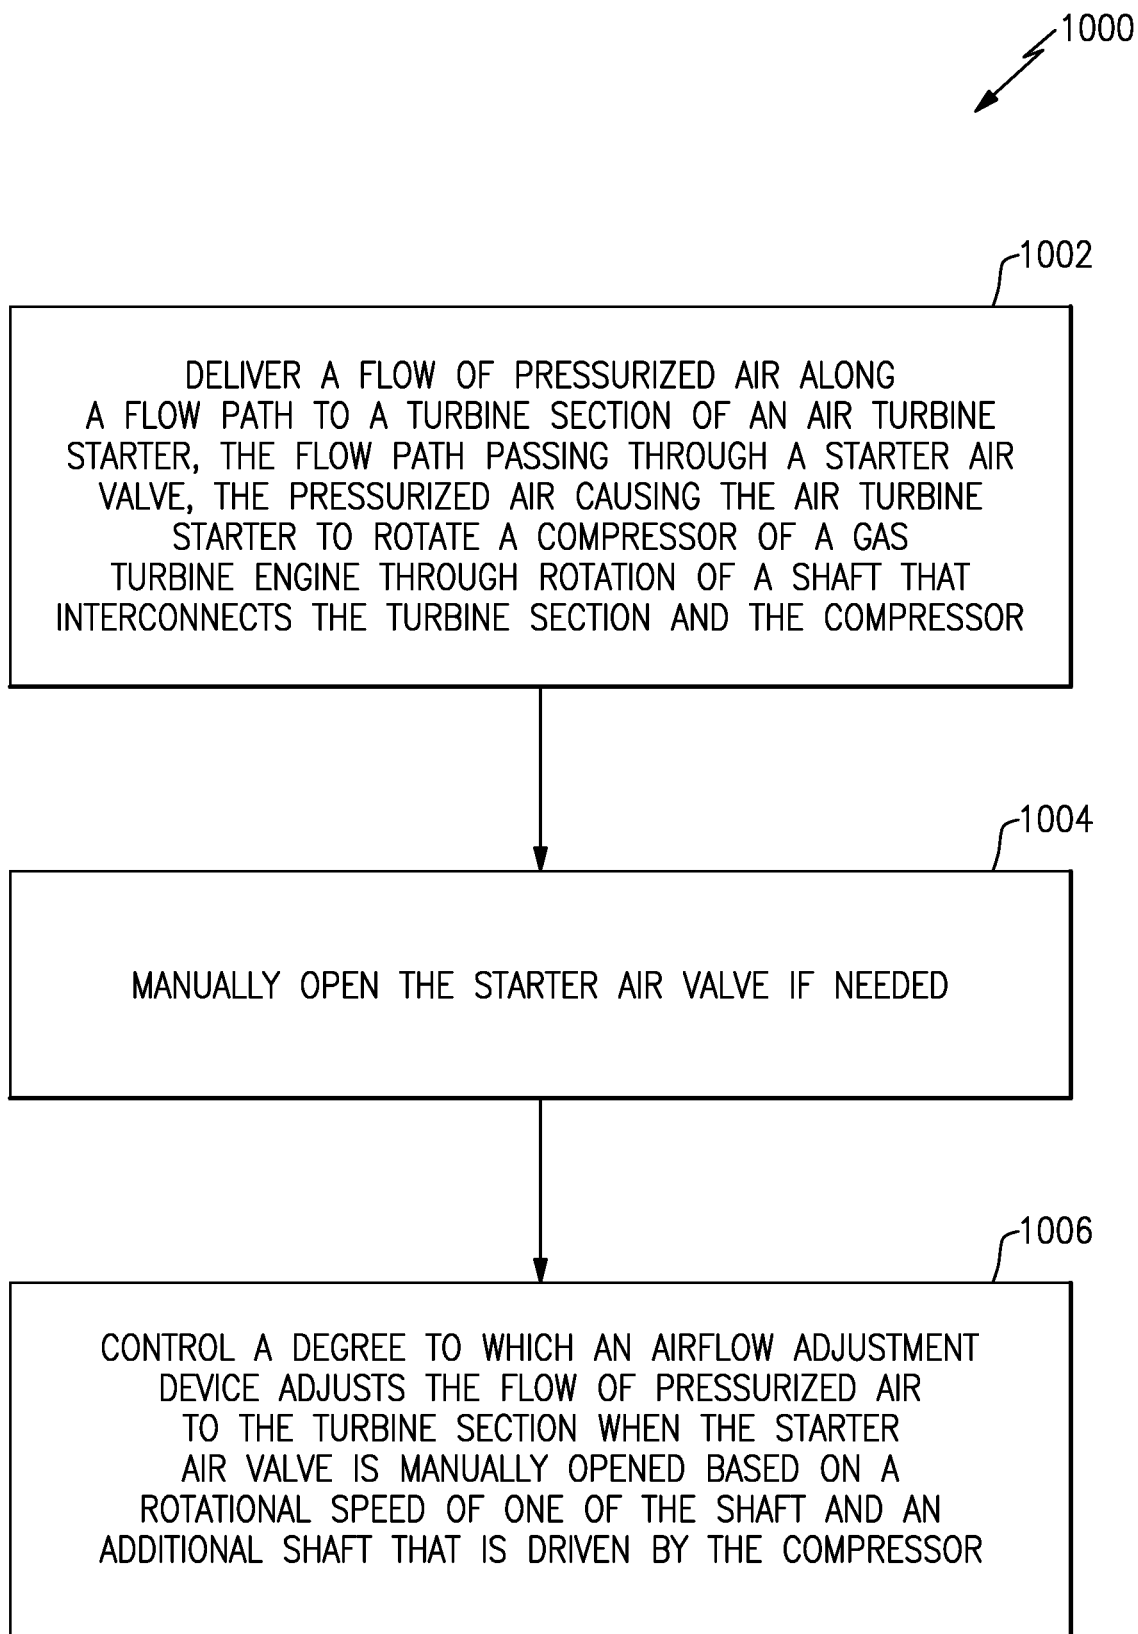 1000
1002
DELIVER A FLOW OF PRESSURIZED AIR ALONG
A FLOW PATH TO A TURBINE SECTION OF AN AIR TURBINE
STARTER, THE FLOW PATH PASSING THROUGH A STARTER AIR
VALVE, THE PRESSURIZED AIR CAUSING THE AIR TURBINE
STARTER TO ROTATE A COMPRESSOR OF A GAS
TURBINE ENGINE THROUGH ROTATION OF A SHAFT THAT
INTERCONNECTS THE TURBINE SECTION AND THE COMPRESSOR
1004
MANUALLY OPEN THE STARTER AIR VALVE IF NEEDED
1006
CONTROL A DEGREE TO WHICH AN AIRFLOW ADJUSTMENT
DEVICE ADJUSTS THE FLOW OF PRESSURIZED AIR
TO THE TURBINE SECTION WHEN THE STARTER
AIR VALVE IS MANUALLY OPENED BASED ON A
ROTATIONAL SPEED OF ONE OF THE SHAFT AND AN
ADDITIONAL SHAFT THAT IS DRIVEN BY THE COMPRESSOR